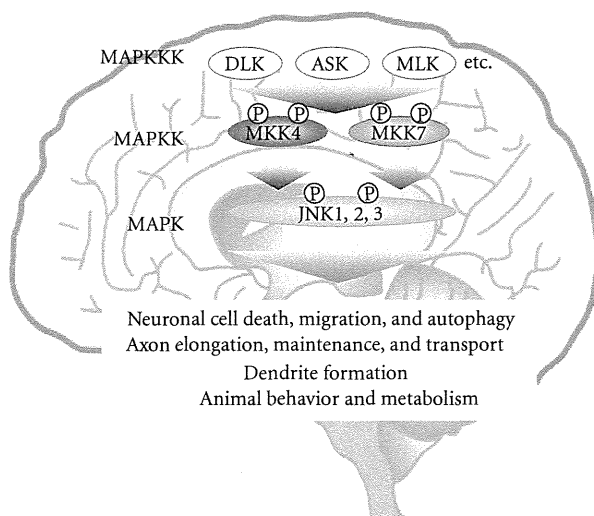 MAPKKK DLK ASK MLK etc.
P P P P
MAPKK MKK4 MKK7
P P
MAPK JNK1, 2, 3
Neuronal cell death, migration, and autophagy
Axon elongation, maintenance, and transport
Dendrite formation
Animal behavior and metabolism